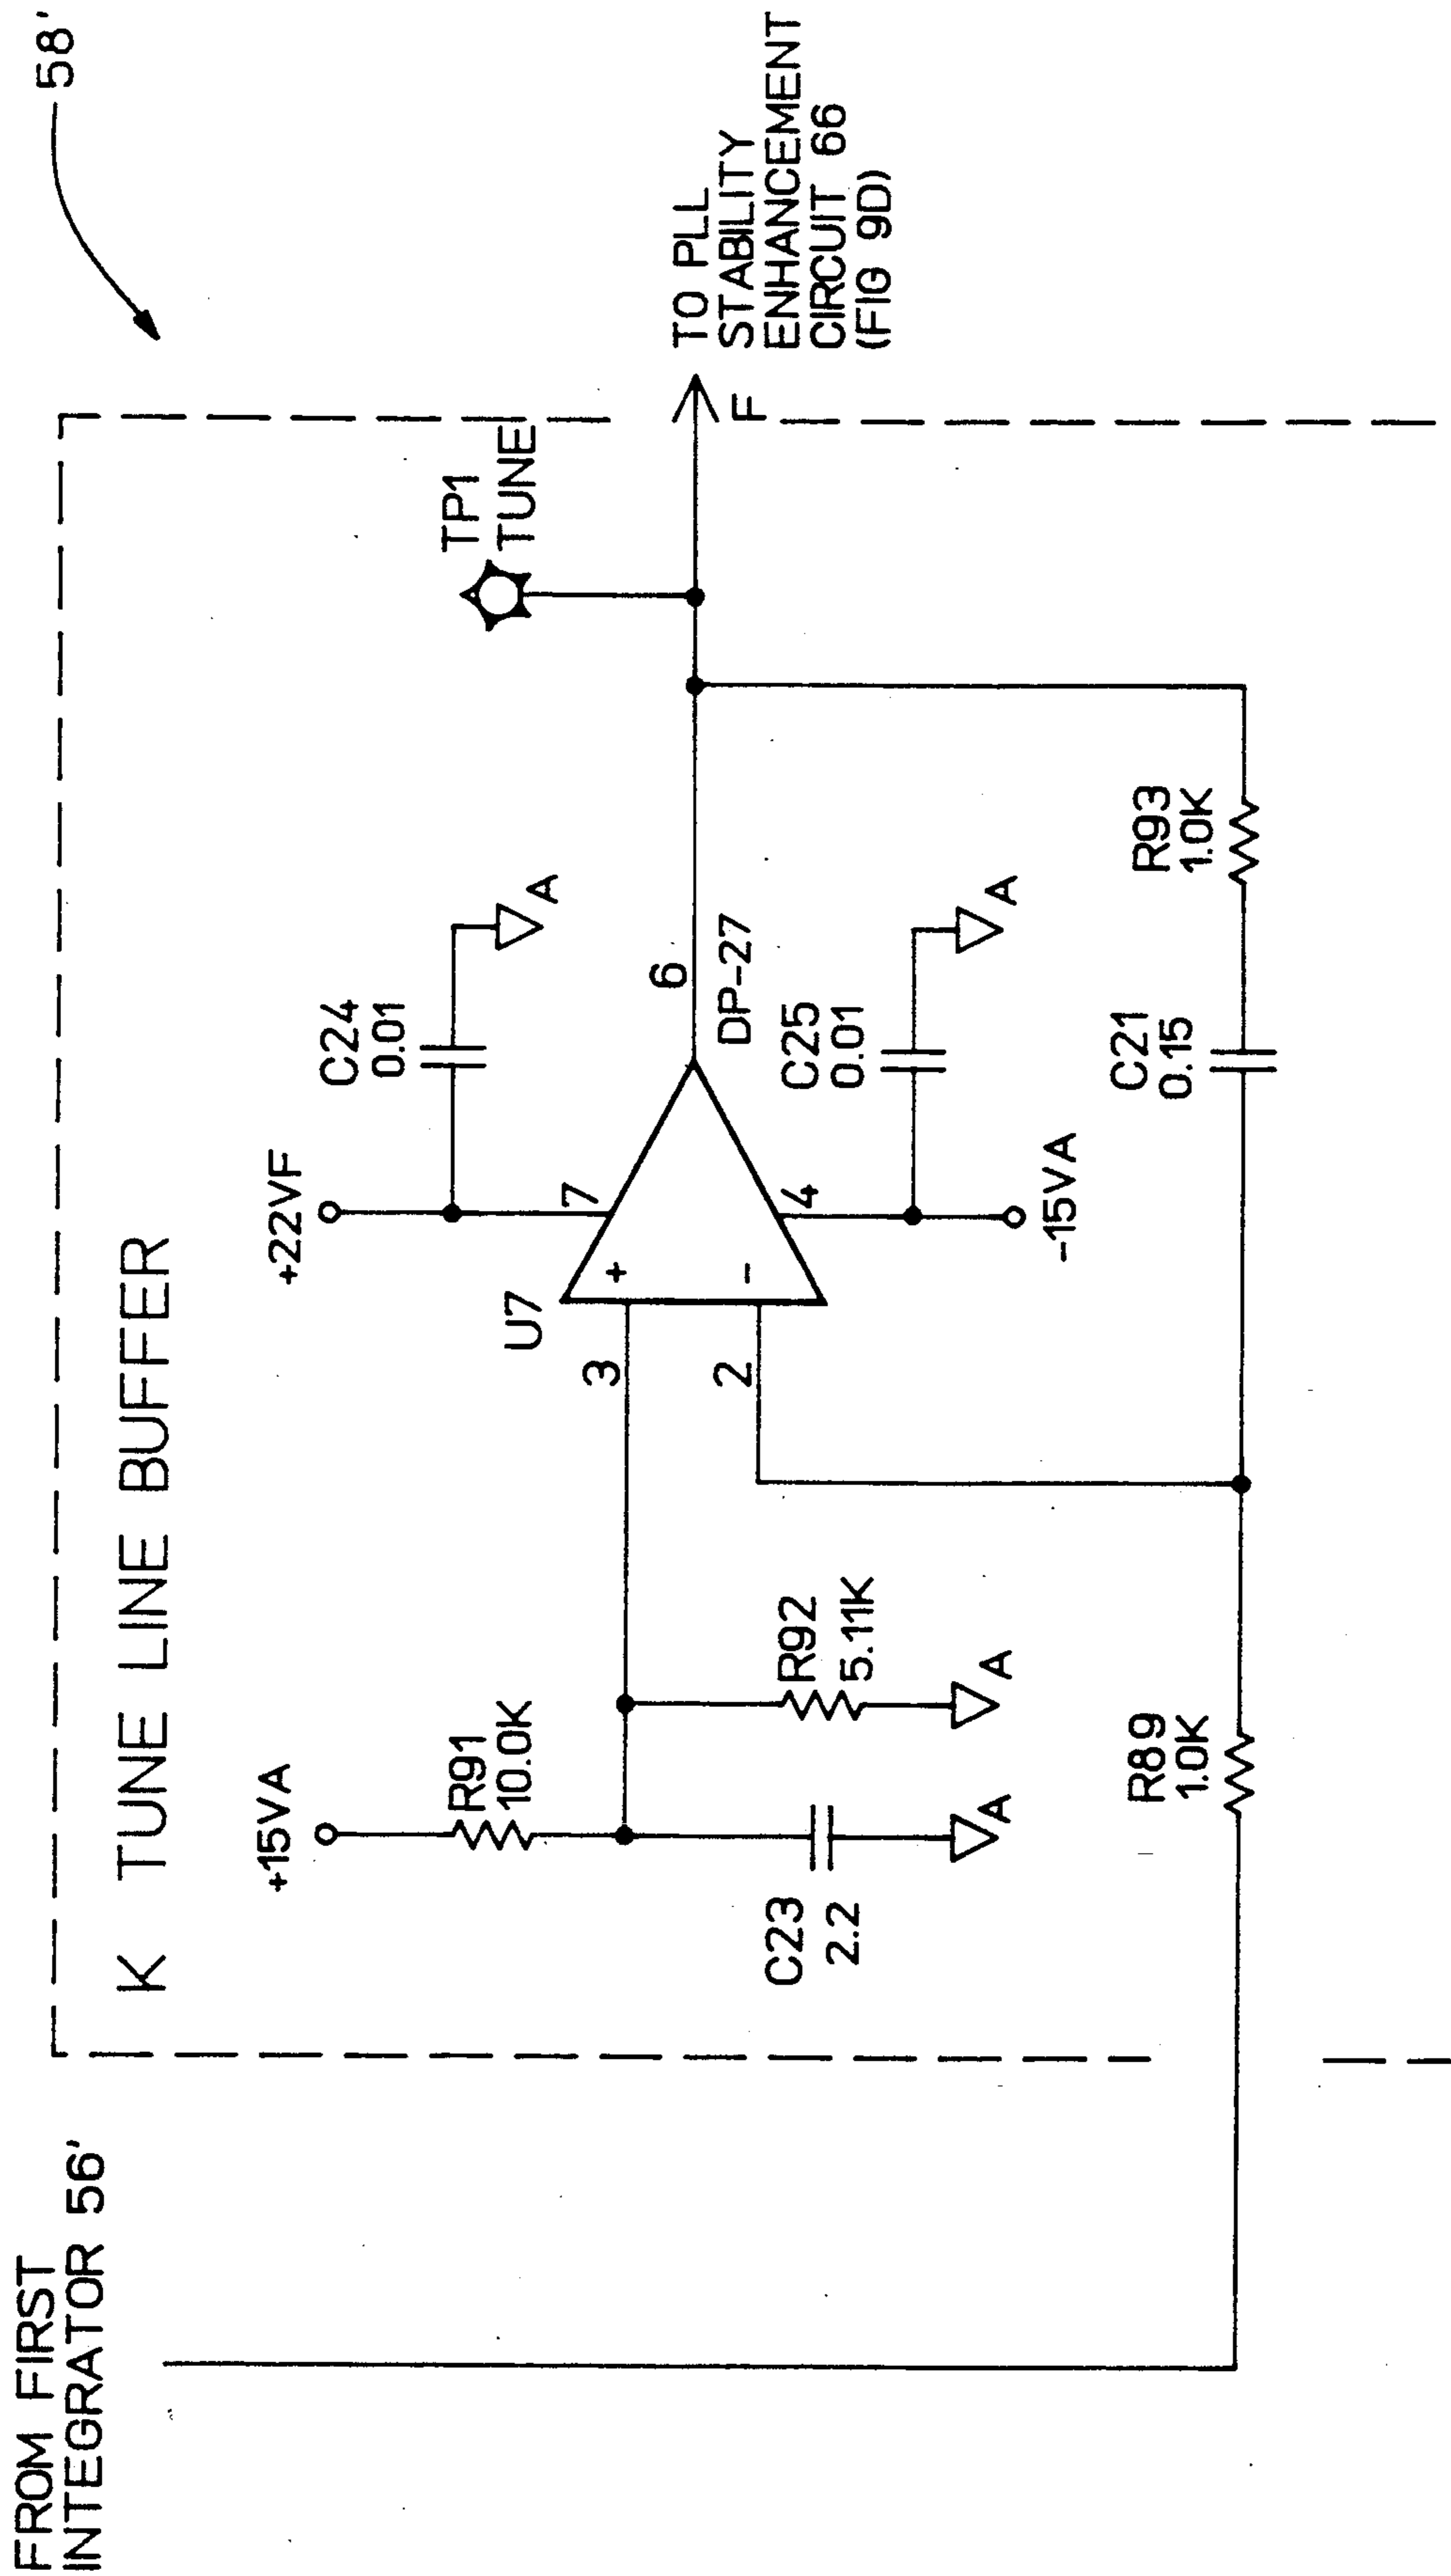 58'
FROM FIRST
INTEGRATOR 56'
K TUNE LINE BUFFER
+15VA
R91
10.0K
C23
2.2
A
R92
5.11K
A
R89
1.0K
+22VF
C24
0.01
A
U7
3
2
+
-
7
4
6
DP-27
C25
0.01
A
-15VA
C21
0.15
R93
1.0K
TP1
TUNE
F
TO PLL
STABILITY
ENHANCEMENT
CIRCUIT 66
(FIG 9D)